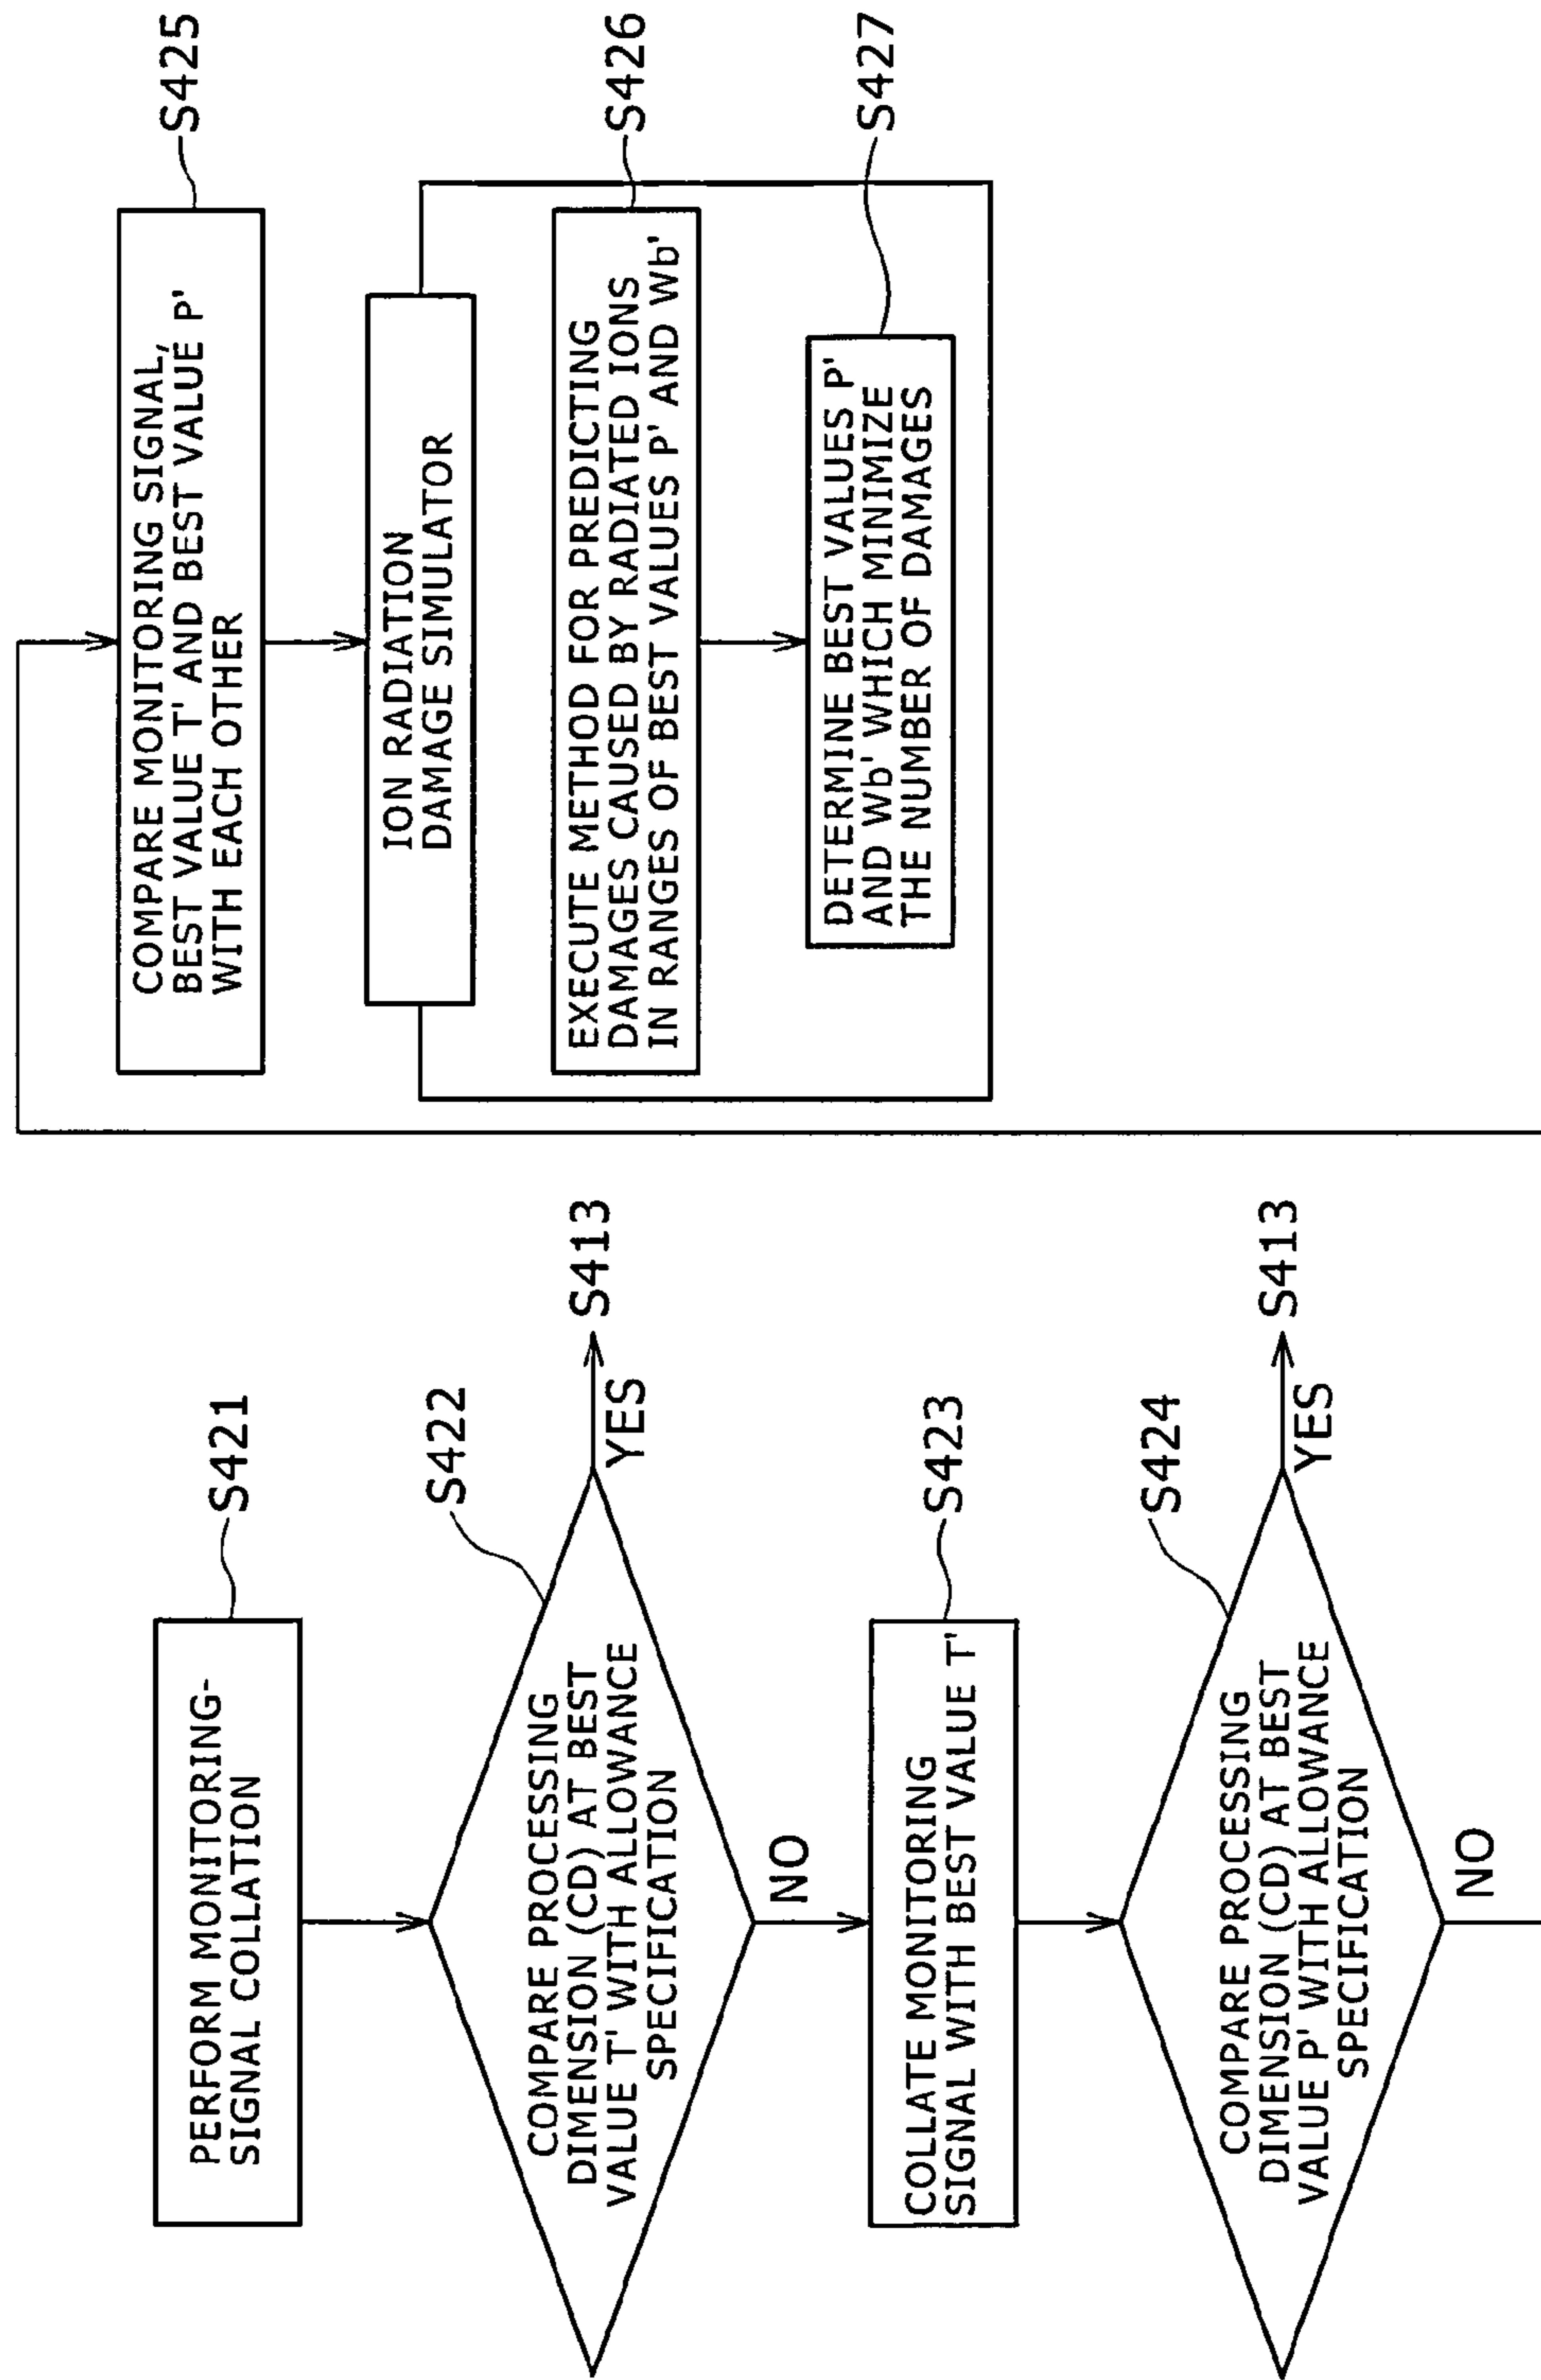 PERFORM MONITORING-
SIGNAL COLLATION
S421
COMPARE PROCESSING
DIMENSION (CD) AT BEST
VALUE T' WITH ALLOWANCE
SPECIFICATION
S422
YES
S413
NO
COLLATE MONITORING
SIGNAL WITH BEST VALUE T'
S423
COMPARE PROCESSING
DIMENSION (CD) AT BEST
VALUE P' WITH ALLOWANCE
SPECIFICATION
S424
YES
S413
NO
COMPARE MONITORING SIGNAL,
BEST VALUE T' AND BEST VALUE P'
WITH EACH OTHER
S425
ION RADIATION
DAMAGE SIMULATOR
EXECUTE METHOD FOR PREDICTING
DAMAGES CAUSED BY RADIATED IONS
IN RANGES OF BEST VALUES P' AND Wb'
S426
DETERMINE BEST VALUES P'
AND Wb' WHICH MINIMIZE
THE NUMBER OF DAMAGES
S427